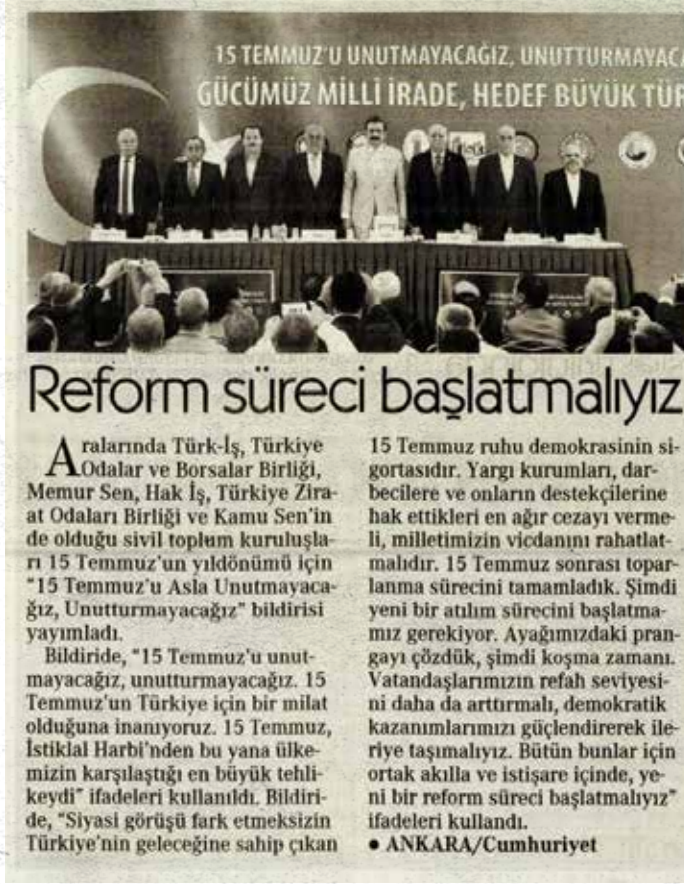 15 TEMMUZ'U UNUTMAYACAĞIZ, UNUTTURMAYACA
GÜCÜMÜZ MİLLİ İRADE, HEDEF BÜYÜK TÜR
Reform süreci başlatmalıyız
Aralarında Türk-İş, Türkiye
Odalar ve Borsalar Birliği,
Memur Sen, Hak İş, Türkiye Zira-
at Odaları Birliği ve Kamu Sen'in
de olduğu sivil toplum kuruluşla-
rı 15 Temmuz'un yıldönümü için
"15 Temmuz'u Asla Unutmayaca-
ğız, Unutturmayacağız" bildirisi
yayımladı.
Bildiride, "15 Temmuz'u unut-
mayacağız, unutturmayacağız. 15
Temmuz'un Türkiye için bir milat
olduğuna inanıyoruz. 15 Temmuz,
İstiklal Harbi'nden bu yana ülke-
mizin karşılaştığı en büyük tehli-
keydi" ifadeleri kullanıldı. Bildiri-
de, "Siyasi görüşü fark etmeksizin
Türkiye'nin geleceğine sahip çıkan
15 Temmuz ruhu demokrasinin si-
gortasıdır. Yargı kurumları, dar-
becilere ve onların destekçilerine
hak ettikleri en ağır cezayı verme-
li, milletimizin vicdanını rahatlat-
malıdır. 15 Temmuz sonrası topar-
lanma sürecini tamamladık. Şimdi
yeni bir atılım sürecini başlatma-
mız gerekiyor. Ayağımızdaki pran-
gayı çözdük, şimdi koşma zamanı.
Vatandaşlarımızın refah seviyesi-
ni daha da arttırmalı, demokratik
kazanımlarımızı güçlendirerek ile-
riye taşımalıyız. Bütün bunlar için
ortak akılla ve istişare içinde, ye-
ni bir reform süreci başlatmalıyız"
ifadeleri kullandı.
● ANKARA/Cumhuriyet